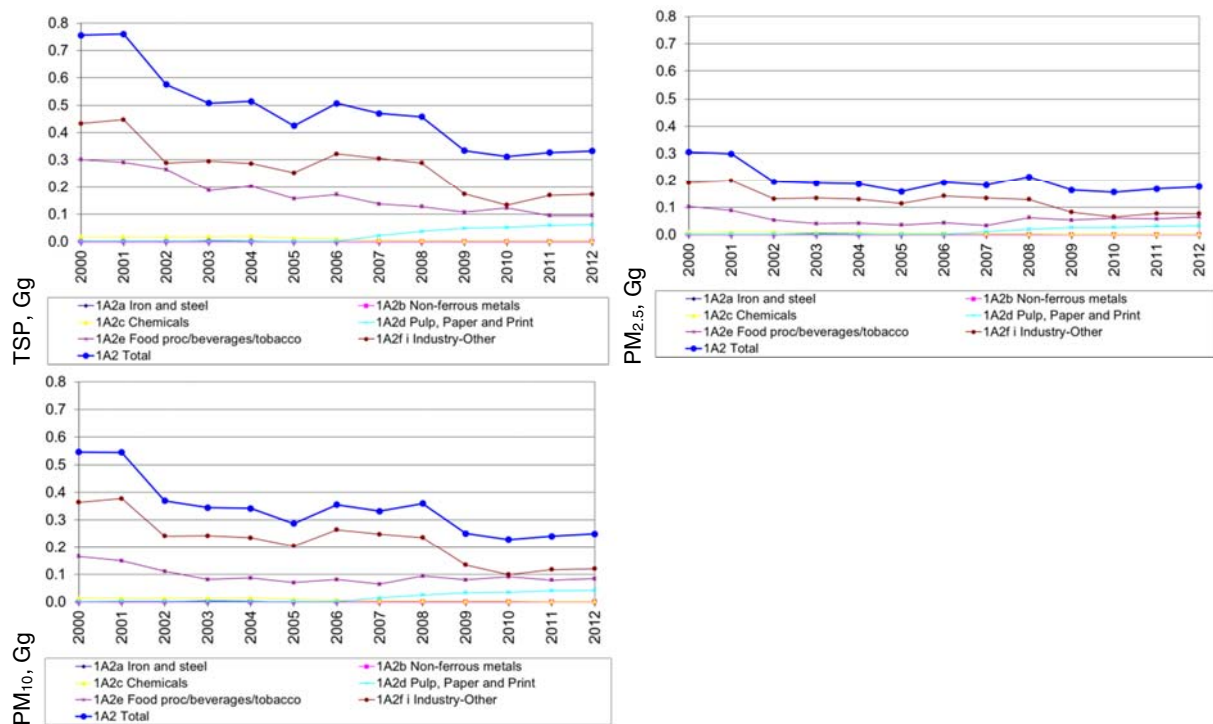 0.8
0.7
0.6
0.5
0.4
0.3
0.2
0.1
0.0
2000 2001 2002 2003 2004 2005 2006 2007 2008 2009 2010 2011 2012
TSP, Gg
1A2a Iron and steel 1A2b Non-ferrous metals
1A2c Chemicals 1A2d Pulp, Paper and Print
1A2e Food proc/beverages/tobacco 1A2f i Industry-Other
1A2 Total
0.8
0.7
0.6
0.5
0.4
0.3
0.2
0.1
0.0
2000 2001 2002 2003 2004 2005 2006 2007 2008 2009 2010 2011 2012
PM2.5, Gg
1A2a Iron and steel 1A2b Non-ferrous metals
1A2c Chemicals 1A2d Pulp, Paper and Print
1A2e Food proc/beverages/tobacco 1A2f i Industry-Other
1A2 Total
0.8
0.7
0.6
0.5
0.4
0.3
0.2
0.1
0.0
2000 2001 2002 2003 2004 2005 2006 2007 2008 2009 2010 2011 2012
PM10, Gg
1A2a Iron and steel 1A2b Non-ferrous metals
1A2c Chemicals 1A2d Pulp, Paper and Print
1A2e Food proc/beverages/tobacco 1A2f i Industry-Other
1A2 Total